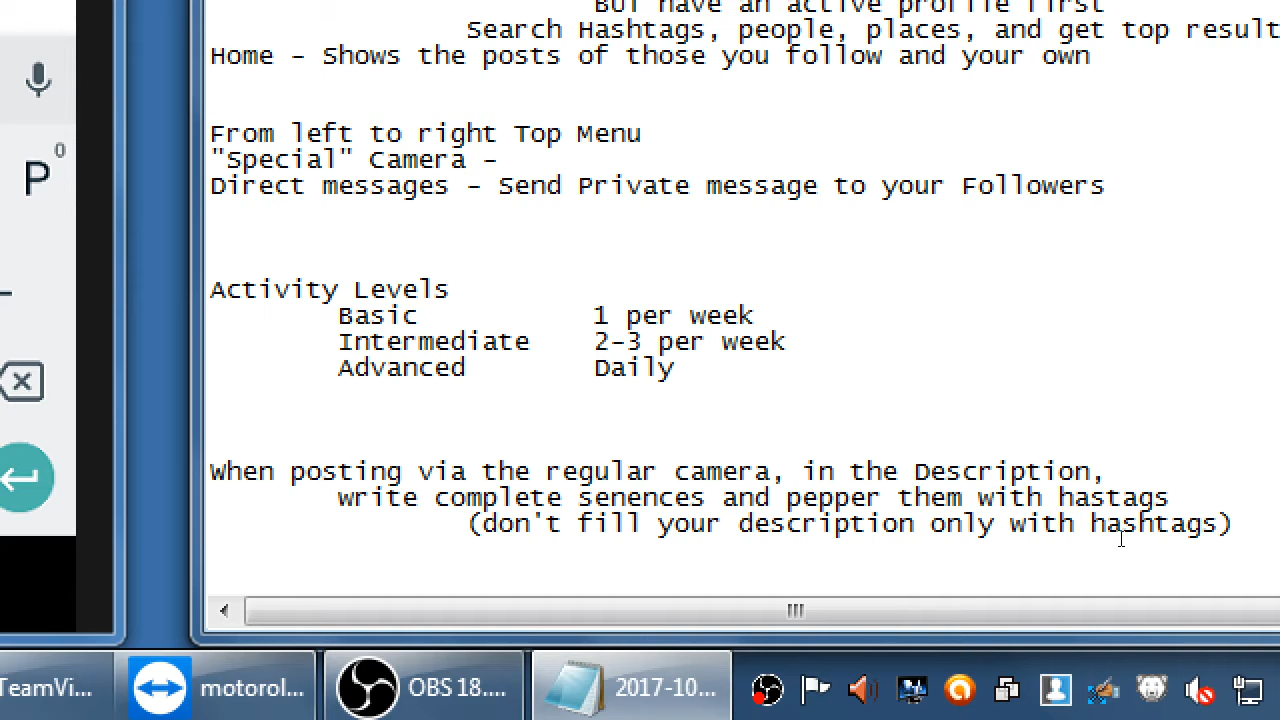 BUT have an active profile first
Search Hashtags, people, places, and get top result
Home - Shows the posts of those you follow and your own
From left to right Top Menu
"Special" Camera -
Direct messages - Send Private message to your Followers
Activity Levels
Basic 1 per week
Intermediate 2-3 per week
Advanced Daily
When posting via the regular camera, in the Description,
write complete senences and pepper them with hastags
(don't fill your description only with hashtags)
P 0
TeamVi... motorol... OBS 18.... 2017-10...